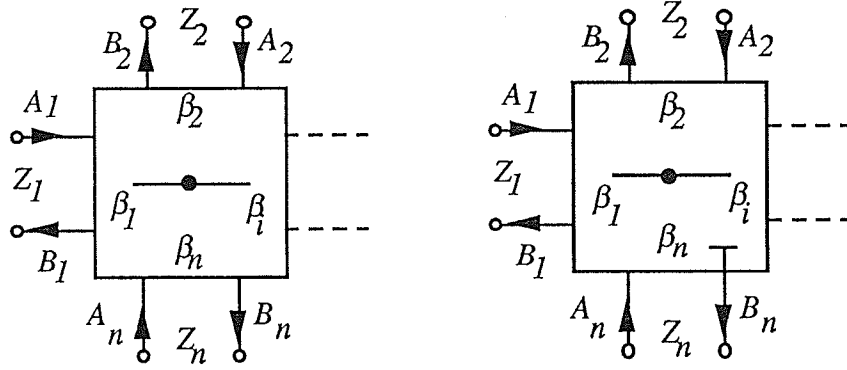 B₂ Z₂ A₂
A₁ β₂
Z₁ β₁ βᵢ
B₁ βₙ
Aₙ Zₙ Bₙ
B₂ Z₂ A₂
A₁ β₂
Z₁ β₁ βᵢ
B₁ βₙ
Aₙ Zₙ Bₙ